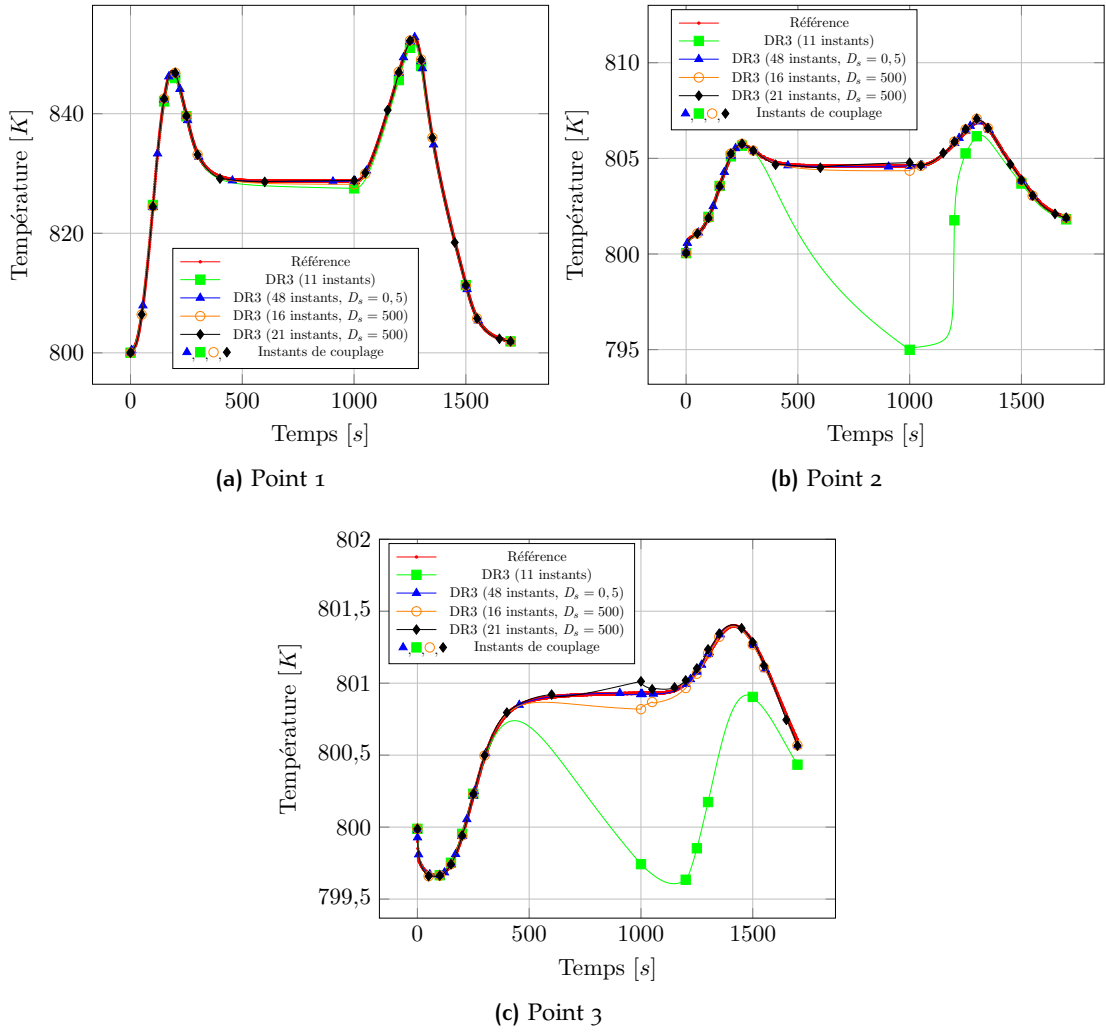 Température [K]
840
820
800
Référence
DR3 (11 instants)
DR3 (48 instants, D_s = 0, 5)
DR3 (16 instants, D_s = 500)
DR3 (21 instants, D_s = 500)
Instants de couplage
0 500 1000 1500
Temps [s]
(a) Point 1
Température [K]
810
805
800
795
Référence
DR3 (11 instants)
DR3 (48 instants, D_s = 0, 5)
DR3 (16 instants, D_s = 500)
DR3 (21 instants, D_s = 500)
Instants de couplage
0 500 1000 1500
Temps [s]
(b) Point 2
Température [K]
802
801,5
801
800,5
800
799,5
Référence
DR3 (11 instants)
DR3 (48 instants, D_s = 0, 5)
DR3 (16 instants, D_s = 500)
DR3 (21 instants, D_s = 500)
Instants de couplage
0 500 1000 1500
Temps [s]
(c) Point 3